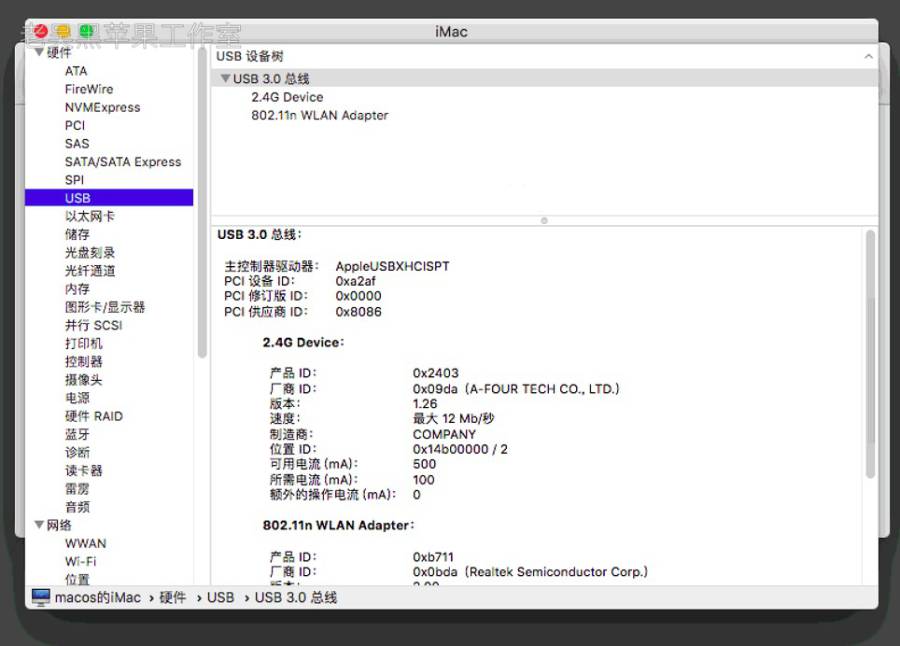 老吴黑苹果工作室
iMac
硬件
ATA
FireWire
NVMExpress
PCI
SAS
SATA/SATA Express
SPI
USB
以太网卡
储存
光盘刻录
光纤通道
内存
图形卡/显示器
并行 SCSI
打印机
控制器
摄像头
电源
硬件 RAID
蓝牙
诊断
读卡器
雷雳
音频
网络
WWAN
Wi-Fi
位置
USB 设备树
USB 3.0 总线
2.4G Device
802.11n WLAN Adapter
USB 3.0 总线:
主控制器驱动器: AppleUSBXHCISPT
PCI 设备 ID: 0xa2af
PCI 修订版 ID: 0x0000
PCI 供应商 ID: 0x8086
2.4G Device:
产品 ID: 0x2403
厂商 ID: 0x09da (A-FOUR TECH CO., LTD.)
版本: 1.26
速度: 最大 12 Mb/秒
制造商: COMPANY
位置 ID: 0x14b00000 / 2
可用电流 (mA): 500
所需电流 (mA): 100
额外的操作电流 (mA): 0
802.11n WLAN Adapter:
产品 ID: 0xb711
厂商 ID: 0x0bda (Realtek Semiconductor Corp.)
版本: 2.00
macos的iMac › 硬件 › USB › USB 3.0 总线